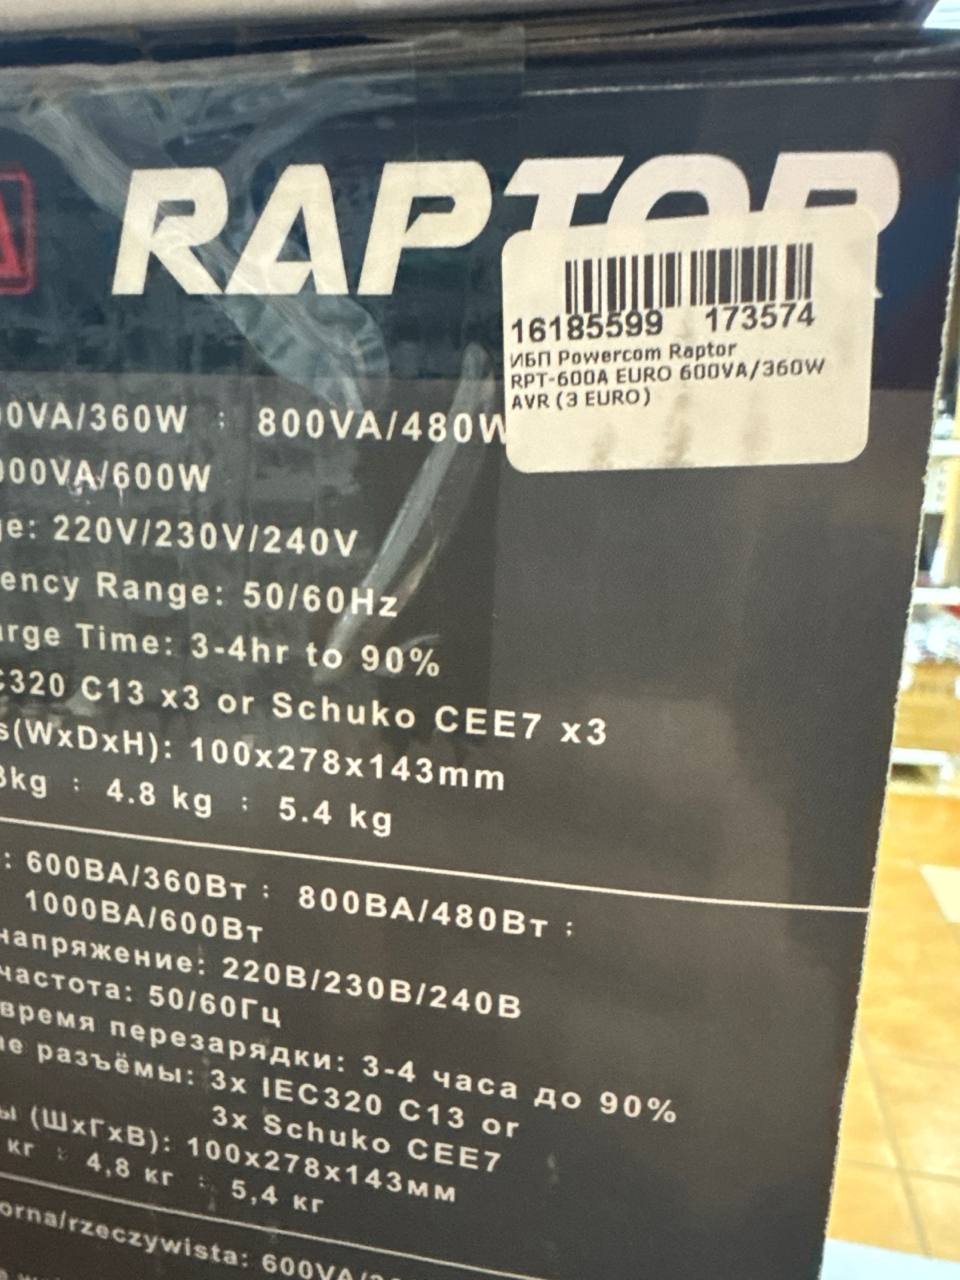 RAPTOR
16185599 173574
ИБП Powercom Raptor
RPT-600A EURO 600VA/360W
AVR (3 EURO)
0VA/360W ; 800VA/480W
000VA/600W
e: 220V/230V/240V
ency Range: 50/60Hz
arge Time: 3-4hr to 90%
C320 C13 x3 or Schuko CEE7 x3
s(WxDxH): 100x278x143mm
kg ; 4.8 kg ; 5.4 kg
: 600ВА/360Вт ; 800ВА/480Вт ;
1000ВА/600Вт
напряжение: 220В/230В/240В
частота: 50/60Гц
время перезарядки: 3-4 часа до 90%
е разъёмы: 3x IEC320 C13 or
3x Schuko CEE7
ы (ШхГхВ): 100x278x143мм
кг ; 4,8 кг ; 5,4 кг
orna/rzeczywista: 600VA/3